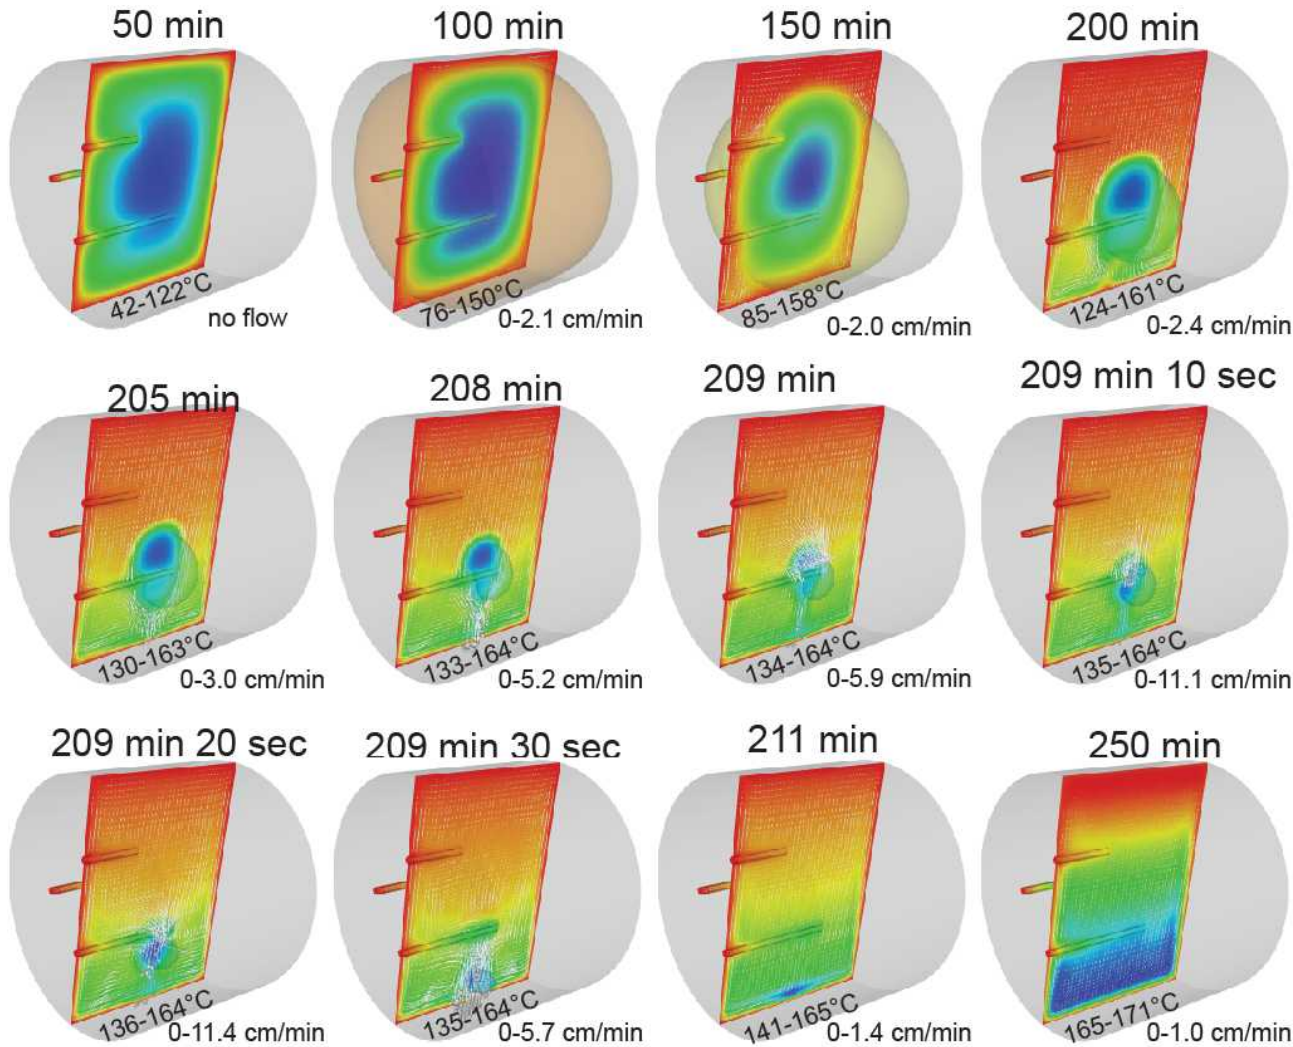 50 min
100 min
150 min
200 min
42-122°C
no flow
76-150°C
0-2.1 cm/min
85-158°C
0-2.0 cm/min
124-161°C
0-2.4 cm/min
205 min
208 min
209 min
209 min 10 sec
130-163°C
0-3.0 cm/min
133-164°C
0-5.2 cm/min
134-164°C
0-5.9 cm/min
135-164°C
0-11.1 cm/min
209 min 20 sec
209 min 30 sec
211 min
250 min
136-164°C
0-11.4 cm/min
135-164°C
0-5.7 cm/min
141-165°C
0-1.4 cm/min
165-171°C
0-1.0 cm/min